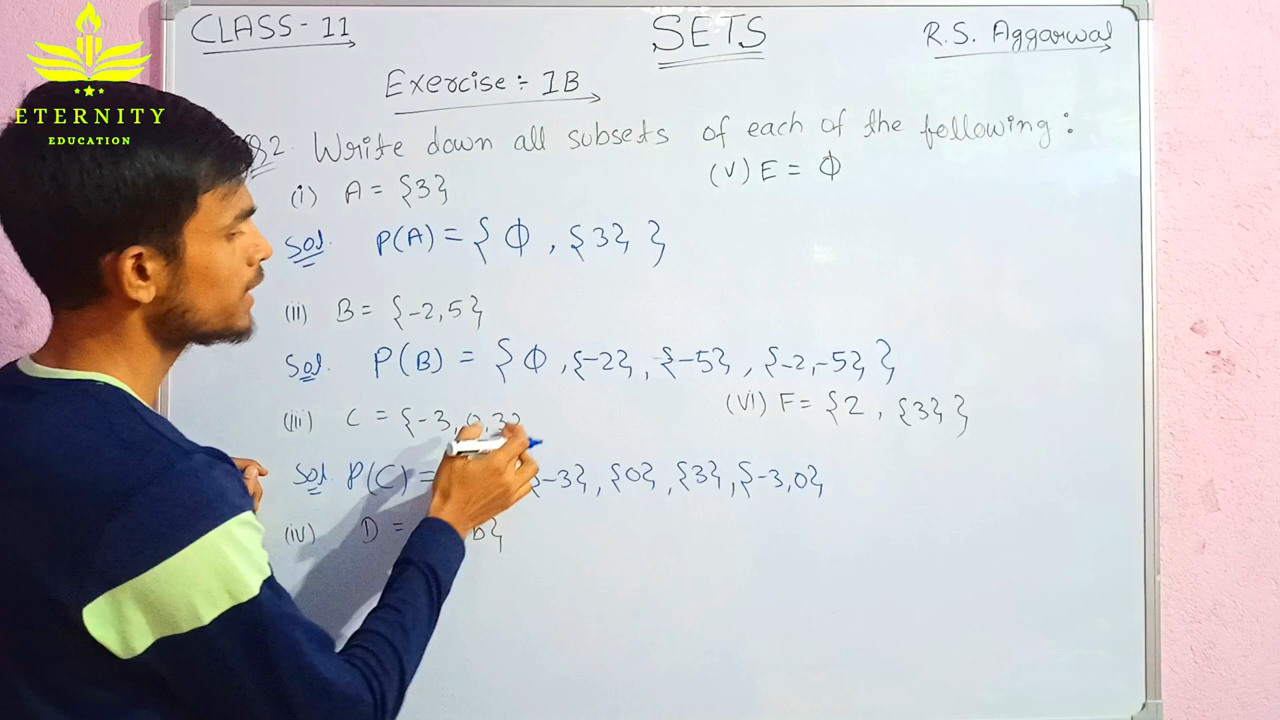 CLASS - 11 SETS R.S. Aggarwal
ETERNITY
EDUCATION
Exercise :- 1B
Q2. Write down all subsets of each of the following :
(i) A = {3} (V) E = Φ
Sol. P(A) = { Φ , {3} }
(ii) B = {-2, 5}
Sol. P(B) = { Φ , {-2}, {-5}, {-2, -5} }
(iii) C = {-3, 0, 3} (vi) F = {2 , {3} }
Sol. P(C) = {-3}, {0}, {3}, {-3, 0}
(iv) D = b}